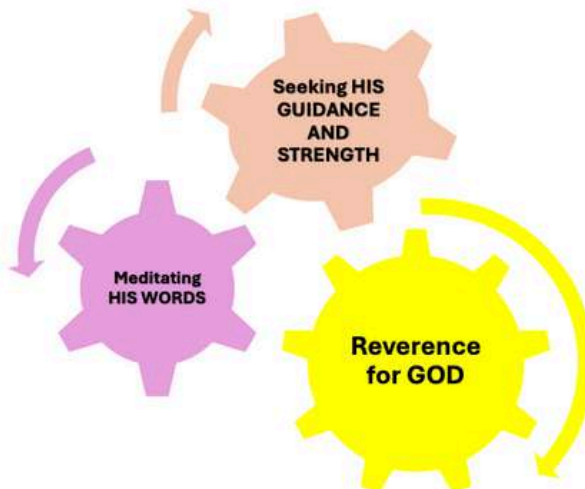 Seeking HIS
GUIDANCE
AND
STRENGTH
Meditating
HIS WORDS
Reverence
for GOD